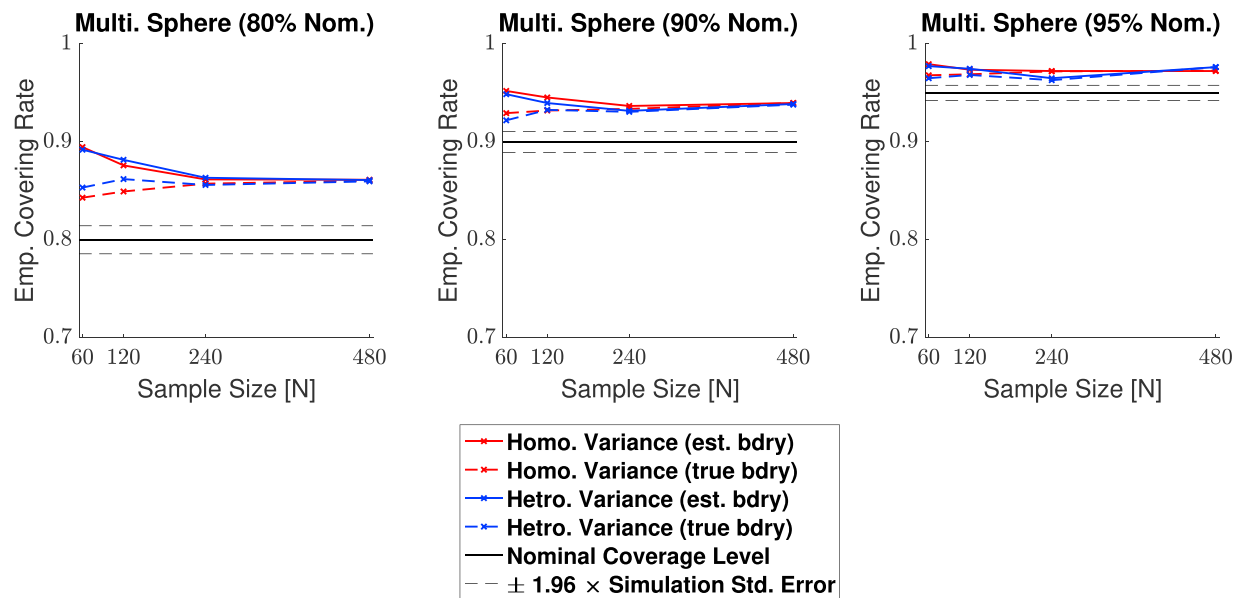 Multi. Sphere (80% Nom.)
1
0.9
0.8
0.7
Emp. Covering Rate
60 120 240 480
Sample Size [N]
Multi. Sphere (90% Nom.)
1
0.9
0.8
0.7
Emp. Covering Rate
60 120 240 480
Sample Size [N]
Multi. Sphere (95% Nom.)
1
0.9
0.8
0.7
Emp. Covering Rate
60 120 240 480
Sample Size [N]
Homo. Variance (est. bdry)
Homo. Variance (true bdry)
Hetro. Variance (est. bdry)
Hetro. Variance (true bdry)
Nominal Coverage Level
± 1.96 × Simulation Std. Error